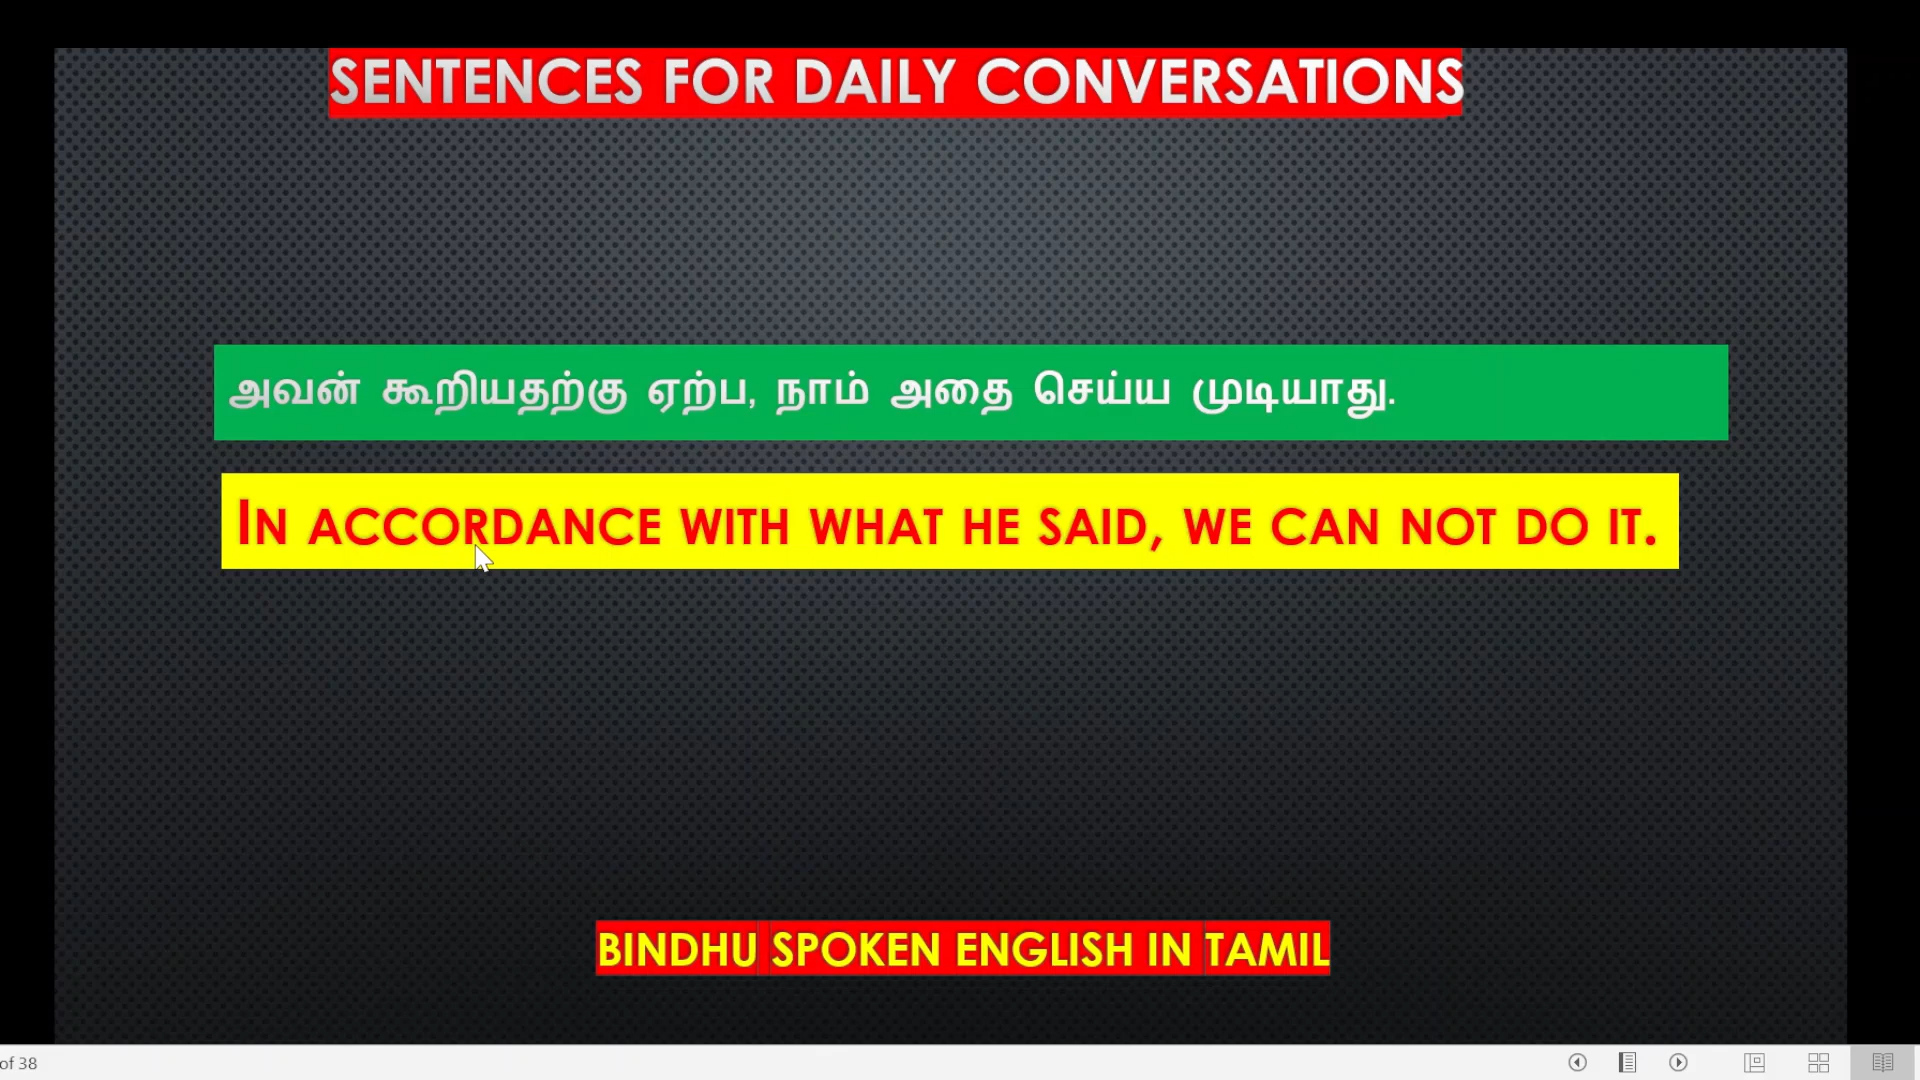 SENTENCES FOR DAILY CONVERSATIONS
அவன் கூறியதற்கு ஏற்ப, நாம் அதை செய்ய முடியாது.
IN ACCORDANCE WITH WHAT HE SAID, WE CAN NOT DO IT.
BINDHU SPOKEN ENGLISH IN TAMIL
of 38